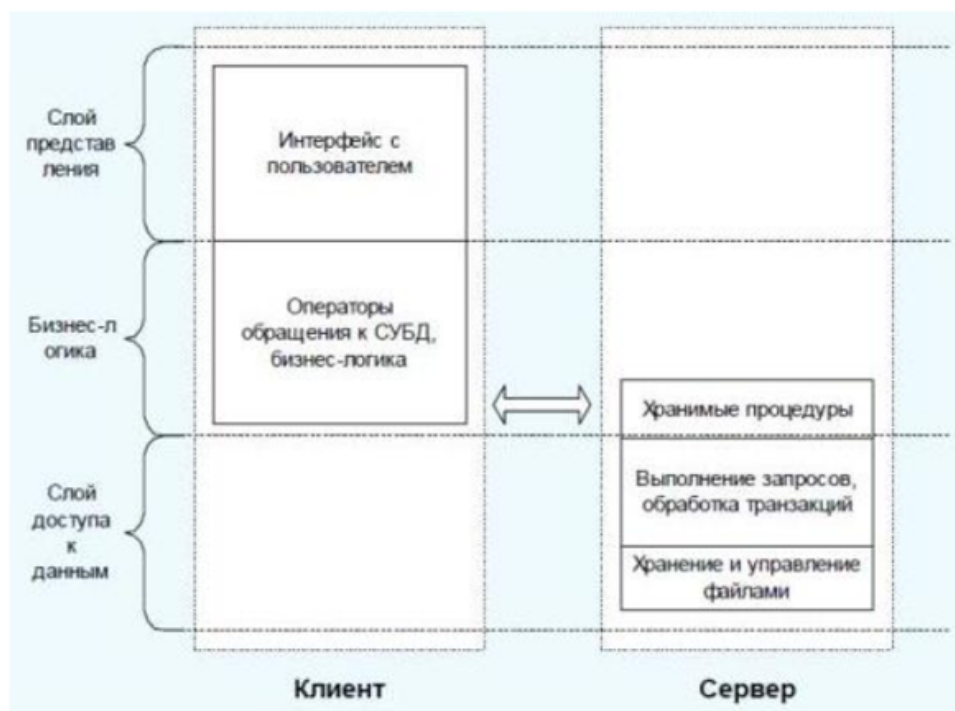 Слой
представ
ления
Интерфейс с
пользователем
Бизнес-л
огика
Операторы
обращения к СУБД,
бизнес-логика
Хранимые процедуры
Слой
доступа
к
данным
Выполнение запросов,
обработка транзакций
Хранение и управление
файлами
Клиент
Сервер